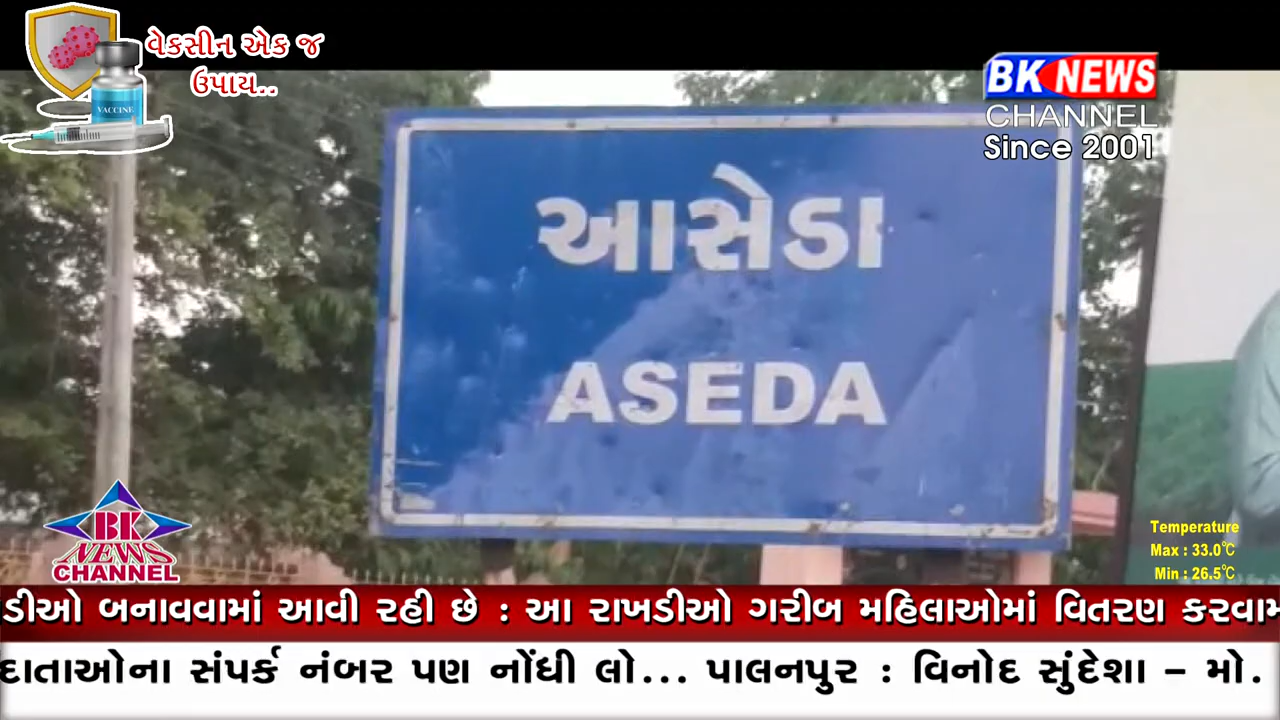 વેકસીન એક જ
ઉપાય..
VACCINE
BK NEWS
CHANNEL
Since 2001
આસેડા
ASEDA
BK
NEWS
CHANNEL
Temperature
Max : 33.0℃
Min : 26.5℃
ડીઓ બનાવવામાં આવી રહી છે : આ રાખડીઓ ગરીબ મહિલાઓમાં વિતરણ કરવામ
દાતાઓના સંપર્ક નંબર પણ નોંધી લો... પાલનપુર : વિનોદ સુંદેશા - મો.